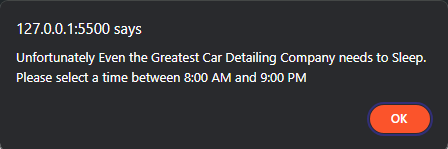 127.0.0.1:5500 says
Unfortunately Even the Greatest Car Detailing Company needs to Sleep.
Please select a time between 8:00 AM and 9:00 PM
OK